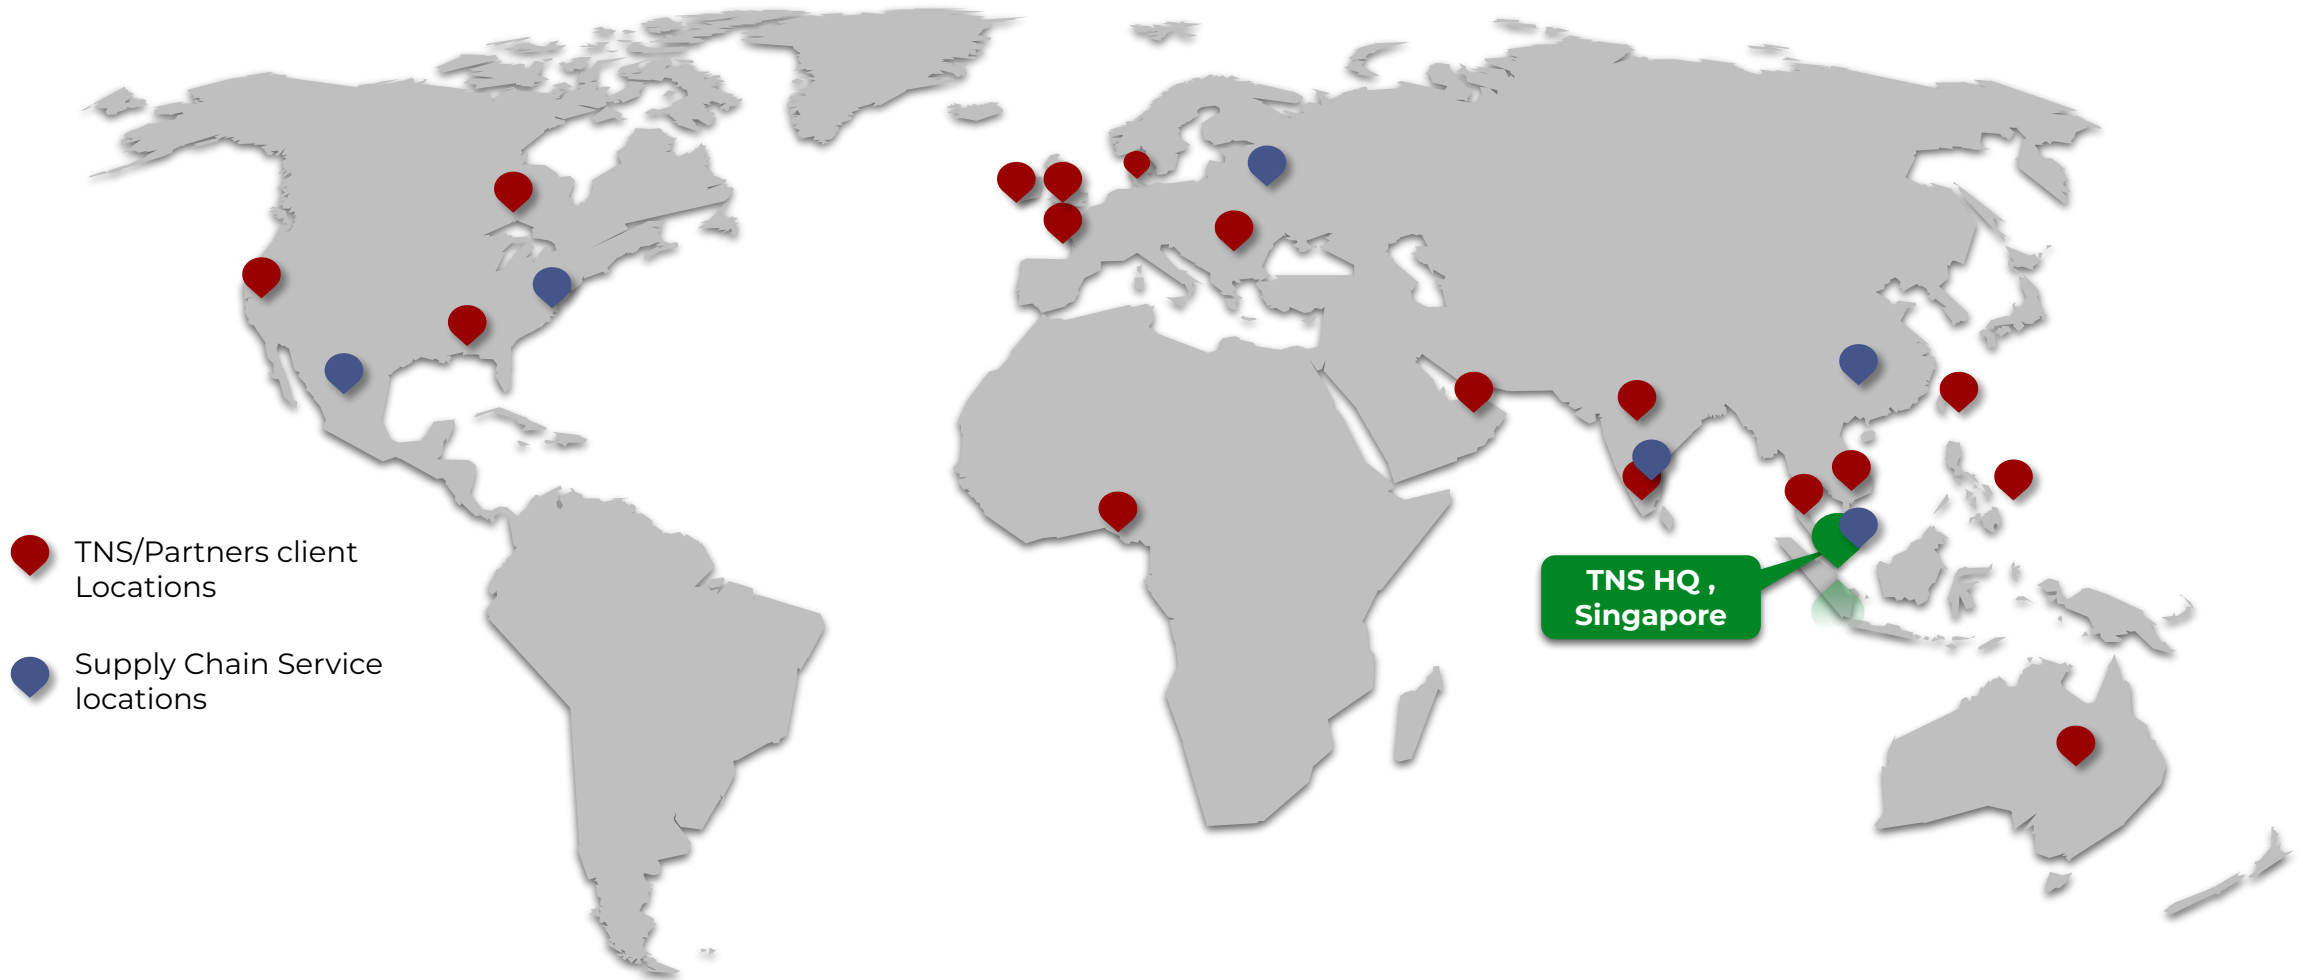 TNS/Partners client
Locations
Supply Chain Service
locations
TNS HQ ,
Singapore